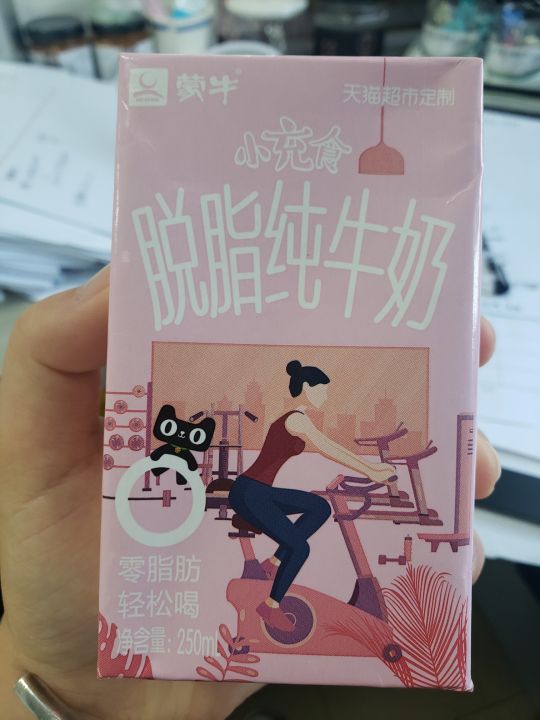 蒙牛
天猫超市定制
小充食
脱脂纯牛奶
零脂肪
轻松喝
净含量: 250ml